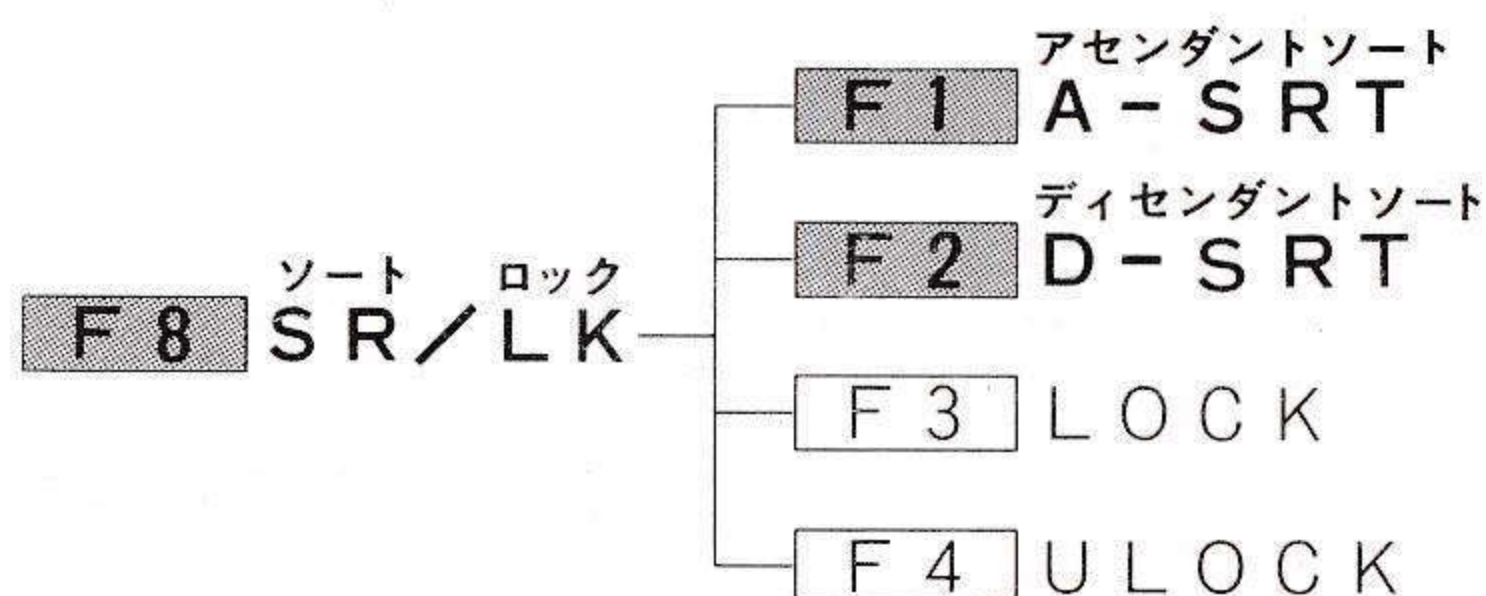 アセンダントソート
F1 A-SRT
ディセンダントソート
F2 D-SRT
ソート ロック
F8 SR/LK
F3 LOCK
F4 ULOCK